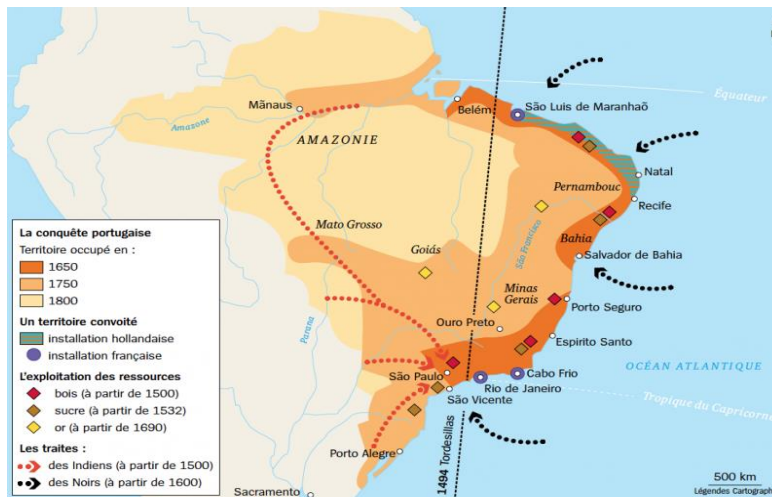 Équateur
Mãnaus
Belém
São Luis de Maranhaõ
Amazone
AMAZONIE
Natal
Pernambouc
Recife
Mato Grosso
São Francisco
Bahia
Goiás
Salvador de Bahia
Minas
Gerais
Porto Seguro
Parana
Ouro Preto
Espirito Santo
OCÉAN ATLANTIQUE
São Paulo
Cabo Frio
Rio de Janeiro
São Vicente
Tropique du Capricorne
Porto Alegre
1494 Tordesillas
Sacramento
500 km
Légendes Cartographie
La conquête portugaise
Territoire occupé en :
1650
1750
1800
Un territoire convoité
installation hollandaise
installation française
L'exploitation des ressources
bois (à partir de 1500)
sucre (à partir de 1532)
or (à partir de 1690)
Les traites :
des Indiens (à partir de 1500)
des Noirs (à partir de 1600)